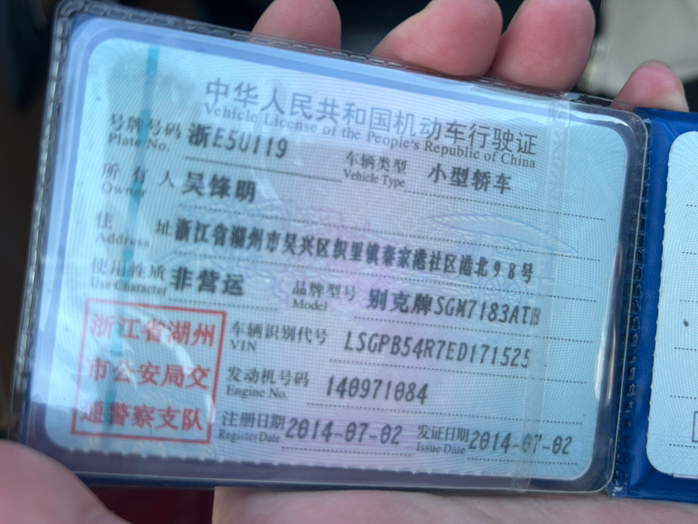 中华人民共和国机动车行驶证
Vehicle License of the People's Republic of China
号牌号码 浙E5U119 车辆类型 小型轿车
Plate No. Vehicle Type
所有人 吴锋明
Owner
住址 浙江省湖州市吴兴区织里镇秦家港社区港北98号
Address
使用性质 非营运 品牌型号 别克牌SGM7183ATB
Use Character Model
浙江省湖州 车辆识别代号 LSGPB54R7ED171525
VIN
市公安局交 发动机号码 140971084
Engine No.
通警察支队 注册日期 2014-07-02 发证日期 2014-07-02
Register Date Issue Date